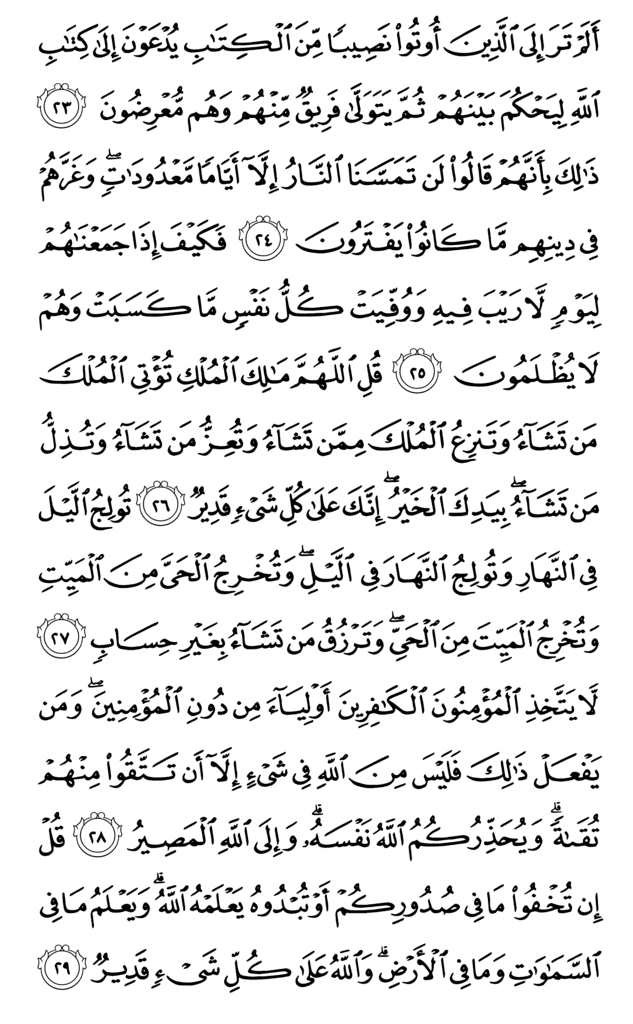 أَلَمْ تَرَ إِلَى ٱلَّذِينَ أُوتُوا۟ نَصِيبًا مِّنَ ٱلْكِتَـٰبِ يُدْعَوْنَ إِلَىٰ كِتَـٰبِ
ٱللَّهِ لِيَحْكُمَ بَيْنَهُمْ ثُمَّ يَتَوَلَّىٰ فَرِيقٌ مِّنْهُمْ وَهُم مُّعْرِضُونَ ٢٣
ذَٰلِكَ بِأَنَّهُمْ قَالُوا۟ لَن تَمَسَّنَا ٱلنَّارُ إِلَّآ أَيَّامًا مَّعْدُودَٰتٍ ۖ وَغَرَّهُمْ
فِى دِينِهِم مَّا كَانُوا۟ يَفْتَرُونَ ٢٤ فَكَيْفَ إِذَا جَمَعْنَـٰهُمْ
لِيَوْمٍ لَّا رَيْبَ فِيهِ وَوُفِّيَتْ كُلُّ نَفْسٍ مَّا كَسَبَتْ وَهُمْ
لَا يُظْلَمُونَ ٢٥ قُلِ ٱللَّهُمَّ مَـٰلِكَ ٱلْمُلْكِ تُؤْتِى ٱلْمُلْكَ
مَن تَشَآءُ وَتَنزِعُ ٱلْمُلْكَ مِمَّن تَشَآءُ وَتُعِزُّ مَن تَشَآءُ وَتُذِلُّ
مَن تَشَآءُ ۖ بِيَدِكَ ٱلْخَيْرُ ۖ إِنَّكَ عَلَىٰ كُلِّ شَىْءٍ قَدِيرٌ ٢٦ تُولِجُ ٱلَّيْلَ
فِى ٱلنَّهَارِ وَتُولِجُ ٱلنَّهَارَ فِى ٱلَّيْلِ ۖ وَتُخْرِجُ ٱلْحَىَّ مِنَ ٱلْمَيِّتِ
وَتُخْرِجُ ٱلْمَيِّتَ مِنَ ٱلْحَىِّ ۖ وَتَرْزُقُ مَن تَشَآءُ بِغَيْرِ حِسَابٍ ٢٧
لَّا يَتَّخِذِ ٱلْمُؤْمِنُونَ ٱلْكَـٰفِرِينَ أَوْلِيَآءَ مِن دُونِ ٱلْمُؤْمِنِينَ ۖ وَمَن
يَفْعَلْ ذَٰلِكَ فَلَيْسَ مِنَ ٱللَّهِ فِى شَىْءٍ إِلَّآ أَن تَتَّقُوا۟ مِنْهُمْ
تُقَىٰةً ۗ وَيُحَذِّرُكُمُ ٱللَّهُ نَفْسَهُۥ ۗ وَإِلَى ٱللَّهِ ٱلْمَصِيرُ ٢٨ قُلْ
إِن تُخْفُوا۟ مَا فِى صُدُورِكُمْ أَوْ تُبْدُوهُ يَعْلَمْهُ ٱللَّهُ ۗ وَيَعْلَمُ مَا فِى
ٱلسَّمَـٰوَٰتِ وَمَا فِى ٱلْأَرْضِ ۗ وَٱللَّهُ عَلَىٰ كُلِّ شَىْءٍ قَدِيرٌ ٢٩